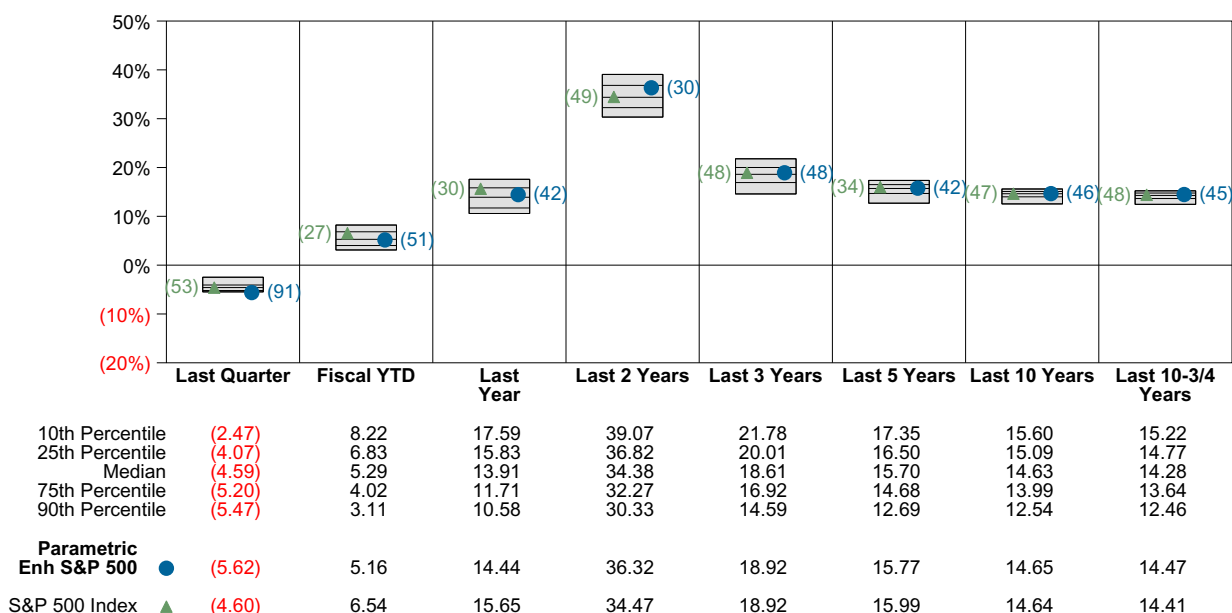 50%
40%
30%
20%
10%
0%
(10%)
(20%)
(53) (91)
(27) (51)
(30) (42)
(49) (30)
(48) (48)
(34) (42)
(47) (46)
(48) (45)
Last Quarter Fiscal YTD Last Last 2 Years Last 3 Years Last 5 Years Last 10 Years Last 10-3/4
Year Years
10th Percentile (2.47) 8.22 17.59 39.07 21.78 17.35 15.60 15.22
25th Percentile (4.07) 6.83 15.83 36.82 20.01 16.50 15.09 14.77
Median (4.59) 5.29 13.91 34.38 18.61 15.70 14.63 14.28
75th Percentile (5.20) 4.02 11.71 32.27 16.92 14.68 13.99 13.64
90th Percentile (5.47) 3.11 10.58 30.33 14.59 12.69 12.54 12.46
Parametric
Enh S&P 500 (5.62) 5.16 14.44 36.32 18.92 15.77 14.65 14.47
S&P 500 Index (4.60) 6.54 15.65 34.47 18.92 15.99 14.64 14.41